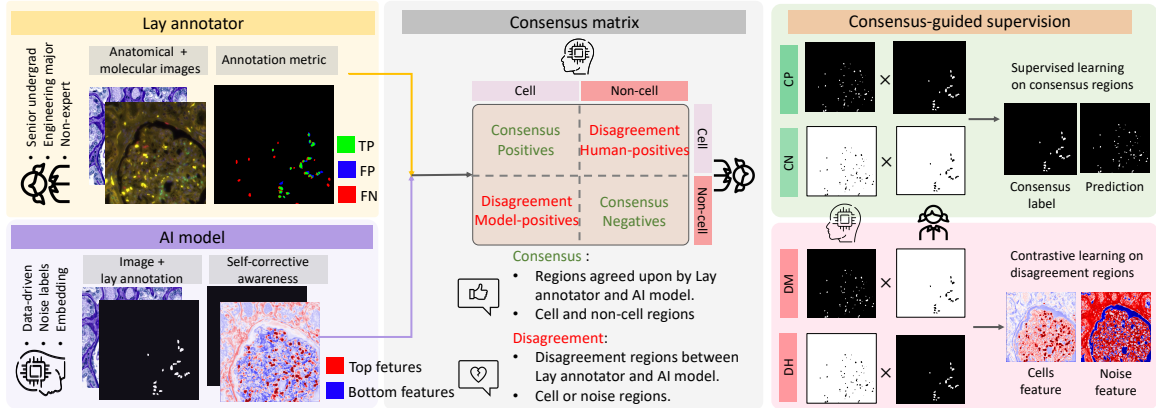 Lay annotator
Senior undergrad
Engineering major
Non-expert
Anatomical +
molecular images
Annotation metric
TP
FP
FN
AI model
Data-driven
Noise labels
Embedding
Image +
lay annotation
Self-corrective
awareness
Top fetures
Bottom features
Consensus matrix
Cell
Non-cell
Consensus
Positives
Disagreement
Human-positives
Disagreement
Model-positives
Consensus
Negatives
Cell
Non-cell
Consensus :
• Regions agreed upon by Lay
annotator and AI model.
• Cell and non-cell regions
Disagreement:
• Disagreement regions between
Lay annotator and AI model.
• Cell or noise regions.
Consensus-guided supervision
CP
×
CN
×
Supervised learning
on consensus regions
Consensus
label
Prediction
DM
×
DH
×
Contrastive learning on
disagreement regions
Cells
feature
Noise
feature